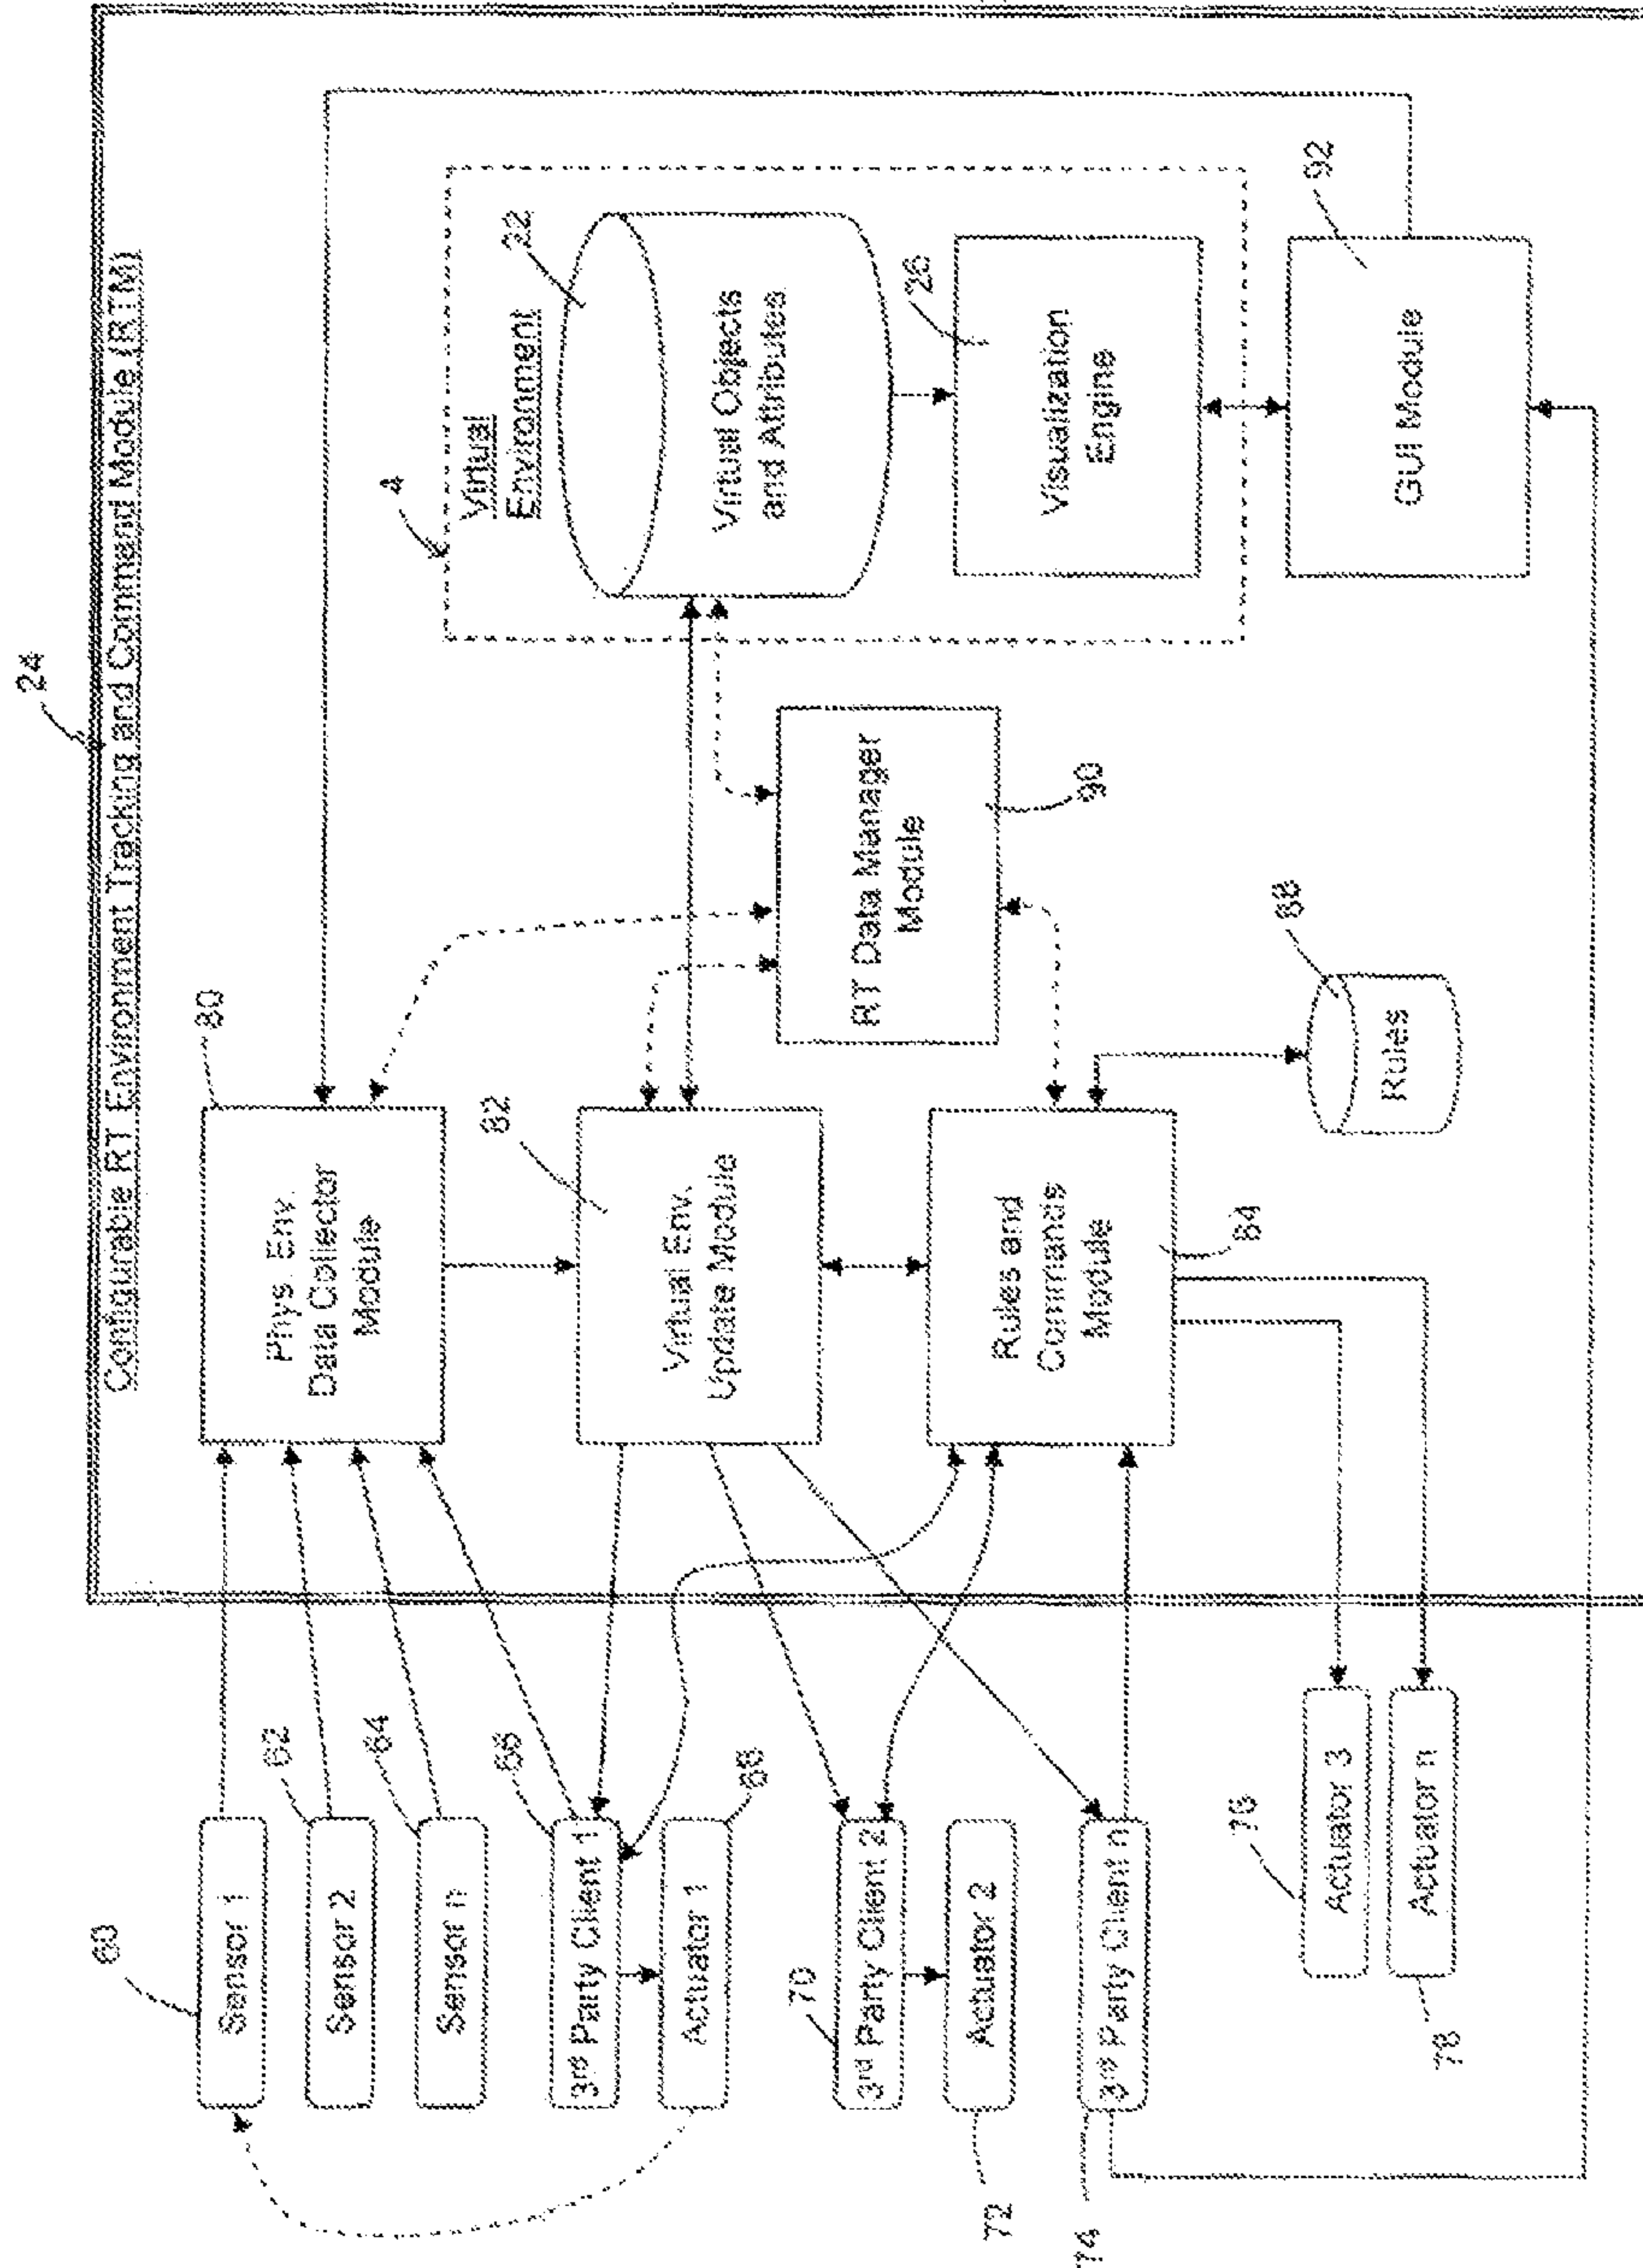 24
Configurable RT Environment Tracking and Command Module (RTM)
60
Sensor 1
62
Sensor 2
64
Sensor n
66
3rd Party Client 1
Actuator 1
68
70
3rd Party Client 2
Actuator 2
72
3rd Party Client n
74
76
Actuator 3
Actuator n
78
80
Phys. Env.
Data Collector
Module
82
Virtual Env.
Update Module
Rules and
Commands
Module
84
88
Rules
RT Data Manager
Module
90
4
Virtual
Environment
22
Virtual Objects
and Attributes
26
Visualization
Engine
92
GUI Module